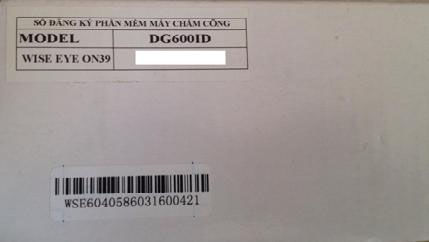 SỐ ĐĂNG KÝ PHẦN MỀM MÁY CHẤM CÔNG
MODEL DG600ID
WISE EYE ON39
WSE6040586031600421